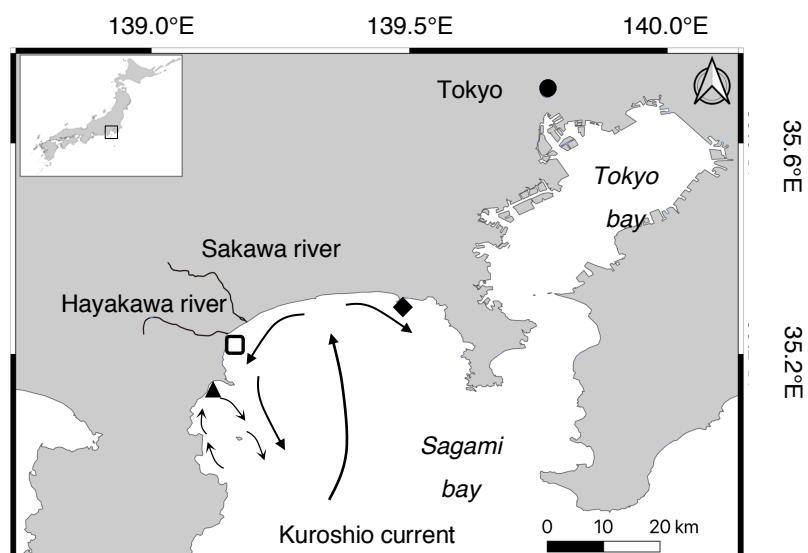 139.0°E
139.5°E
140.0°E
Tokyo
35.6°E
Tokyo
bay
Sakawa river
Hayakawa river
35.2°E
Sagami
bay
Kuroshio current
0
10
20 km